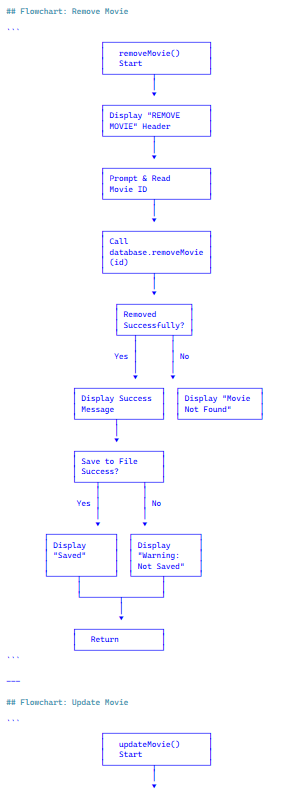 ## Flowchart: Remove Movie
```
removeMovie()
Start
Display "REMOVE
MOVIE" Header
Prompt & Read
Movie ID
Call
database.removeMovie
(id)
Removed
Successfully?
Yes No
Display Success Display "Movie
Message Not Found"
Save to File
Success?
Yes No
Display Display
"Saved" "Warning:
Not Saved"
Return
```
---
## Flowchart: Update Movie
```
updateMovie()
Start